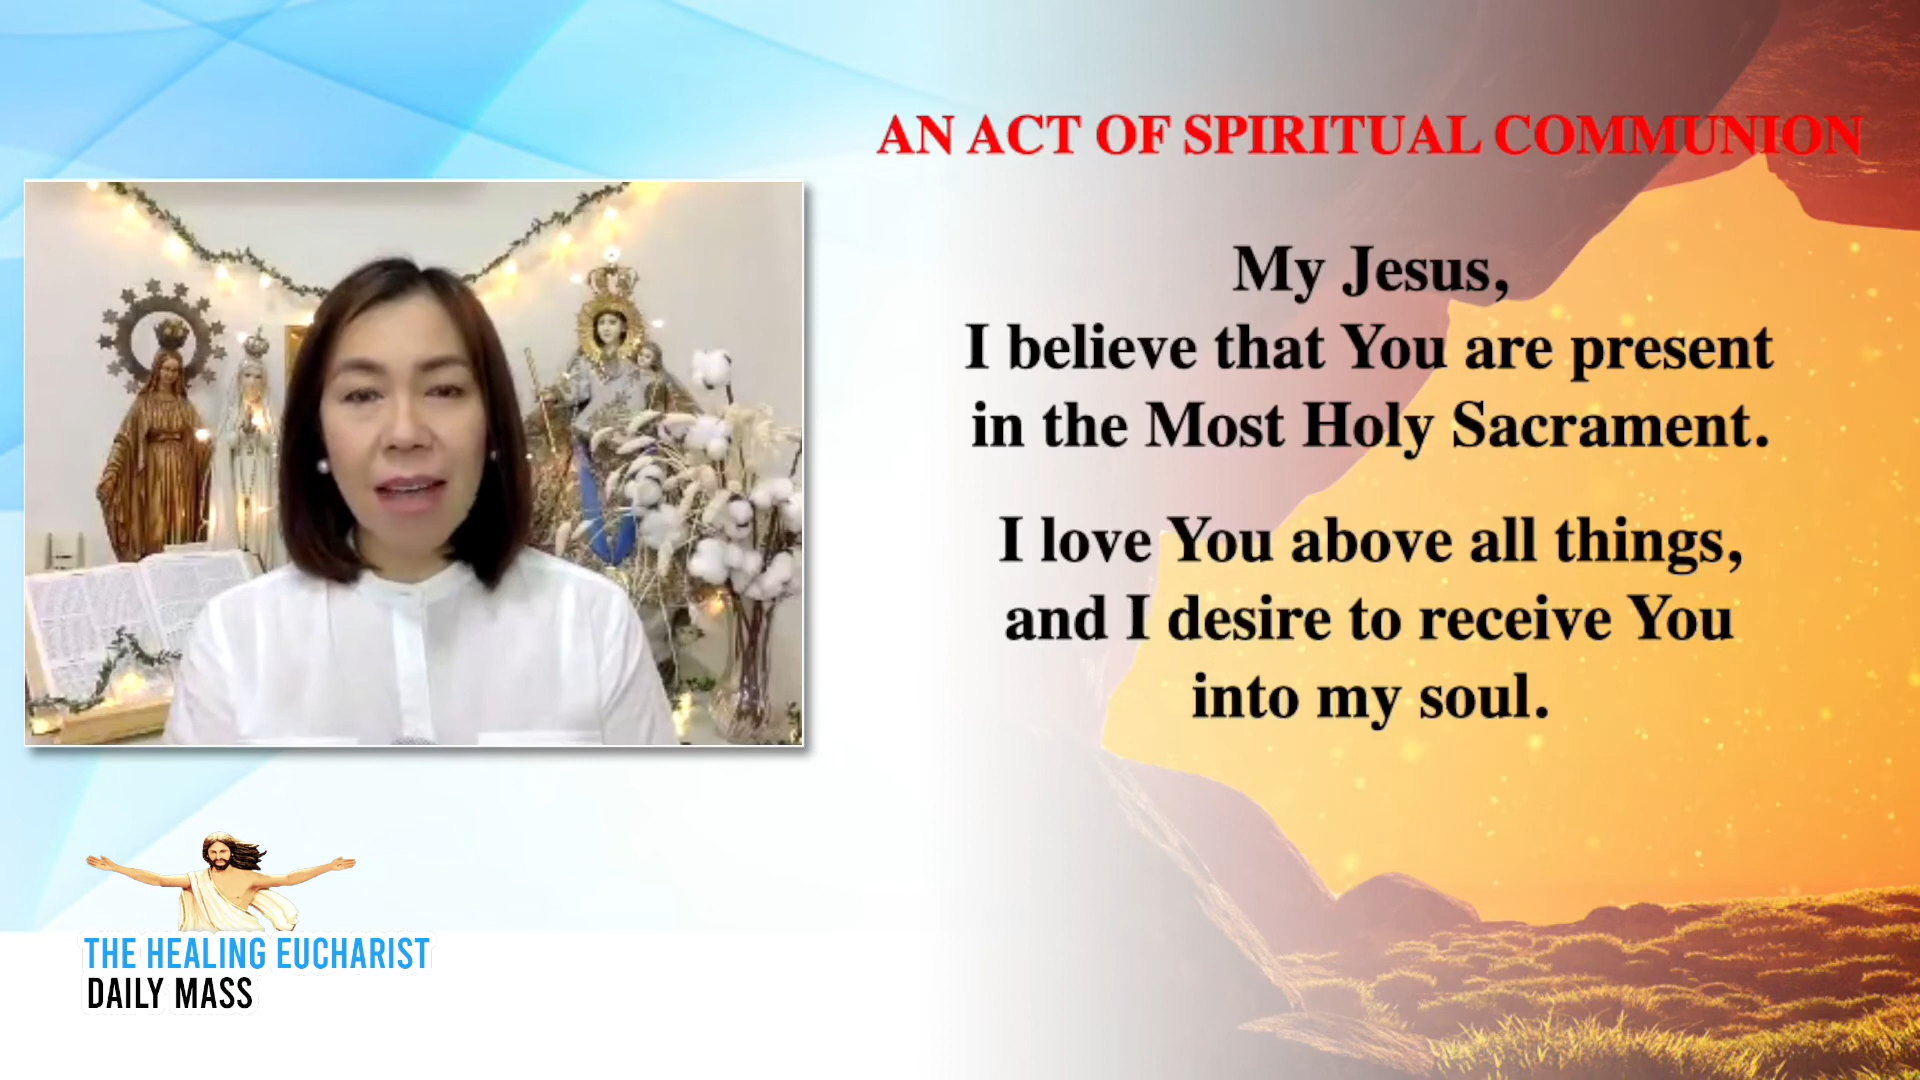 AN ACT OF SPIRITUAL COMMUNION
My Jesus,
I believe that You are present
in the Most Holy Sacrament.
I love You above all things,
and I desire to receive You
into my soul.
THE HEALING EUCHARIST
DAILY MASS